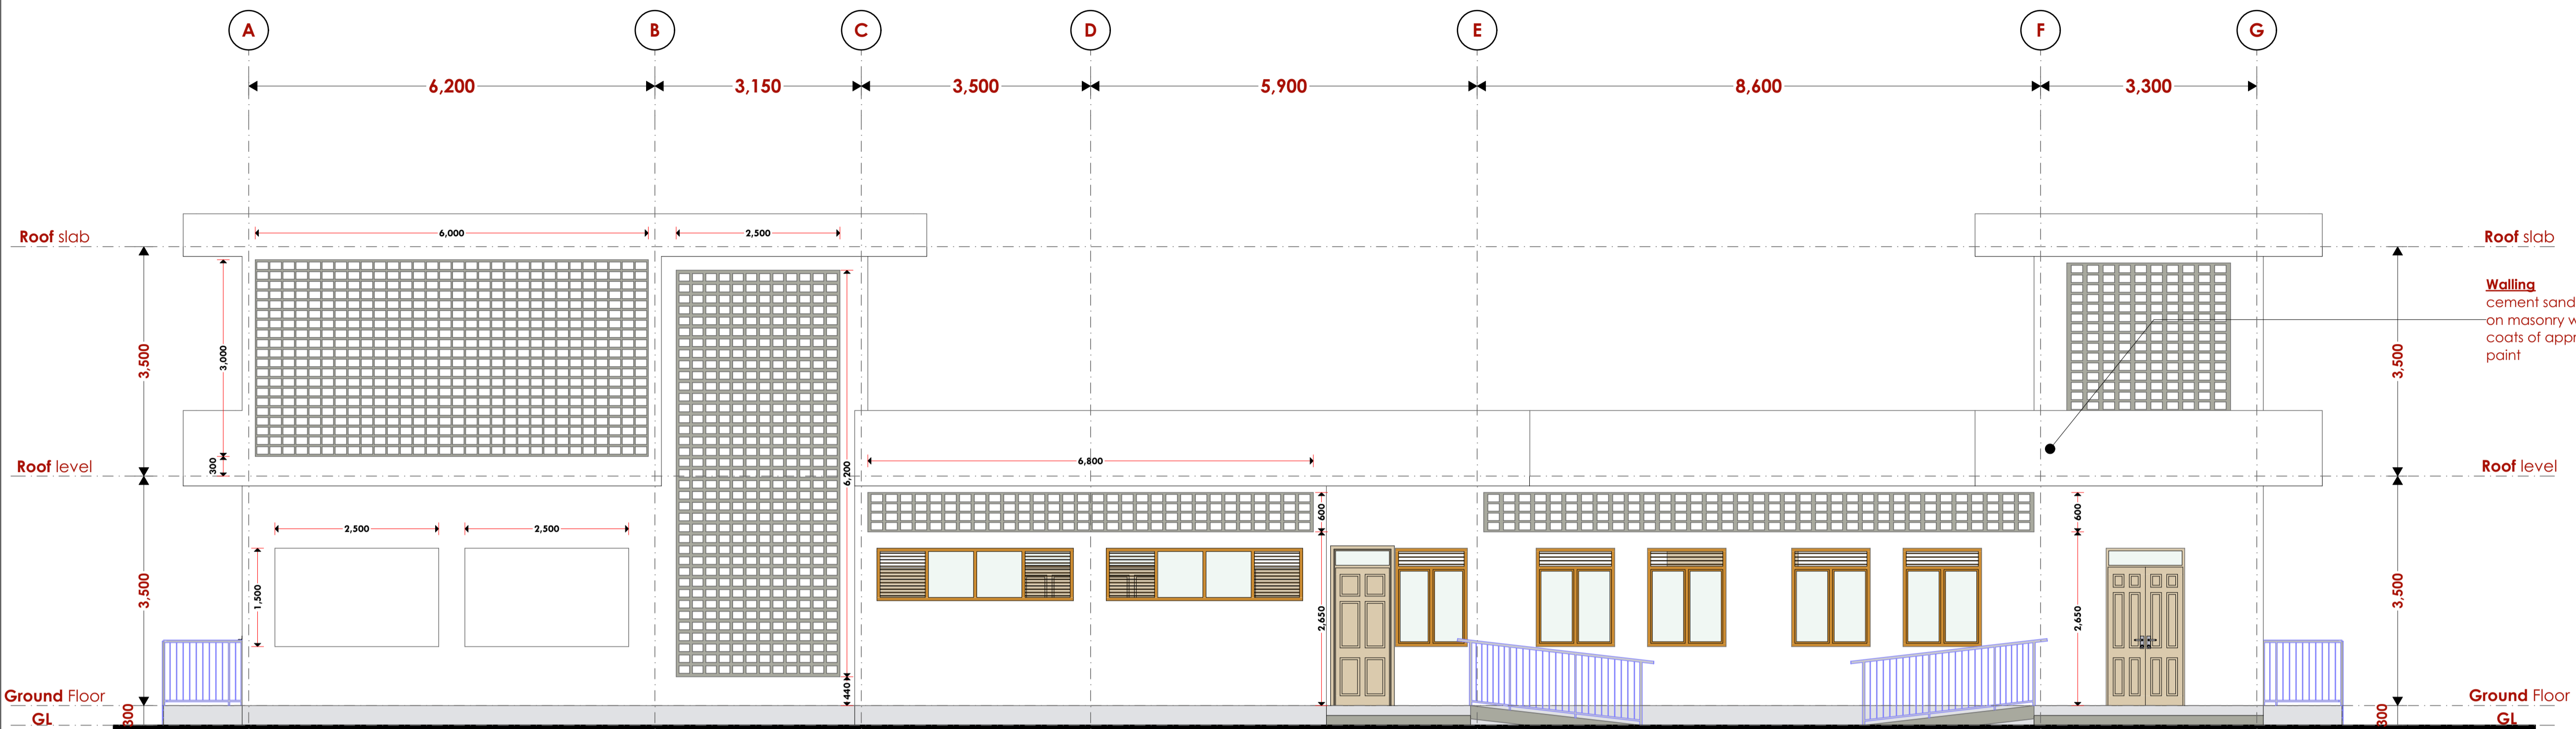 A B C D E F G
6,200 3,150 3,500 5,900 8,600 3,300
Roof slab
6,000
2,500
Roof slab
3,500
3,000
300
Walling
cement sand
on masonry w
coats of appr
paint
3,500
Roof level
6,800
Roof level
6,200
600
600
2,500
2,500
1,500
3,500
2,650
2,650
3,500
440
Ground Floor
Ground Floor
300
300
GL
GL